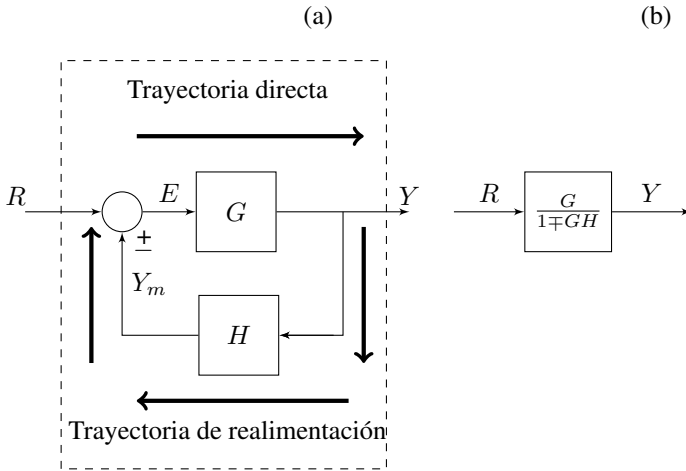 (a) (b)
Trayectoria directa
R E G Y R G/(1∓GH) Y
±
Y_m
H
Trayectoria de realimentación